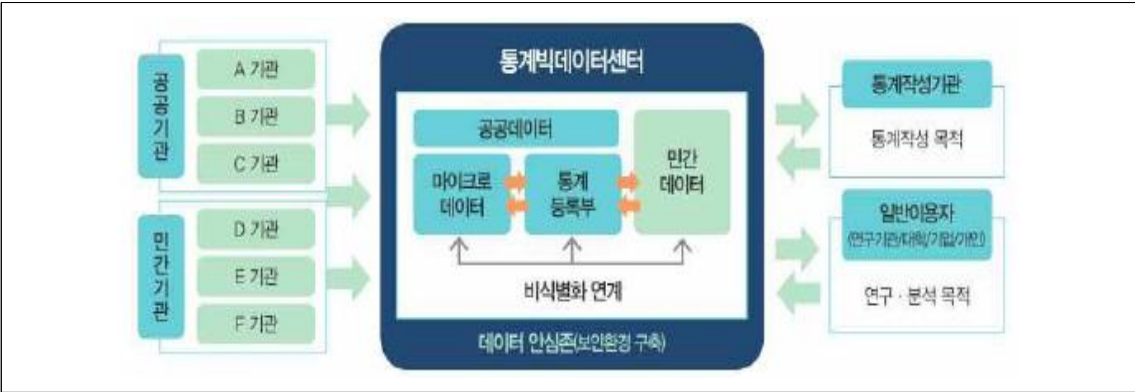 공공기관
A 기관
B 기관
C 기관
민간기관
D 기관
E 기관
F 기관
통계빅데이터센터
공공데이터
마이크로
데이터
통계
등록부
민간
데이터
비식별화 연계
데이터 안심존(보안환경 구축)
통계작성기관
통계작성 목적
일반이용자
(연구기관/대학/기업/개인)
연구 · 분석 목적